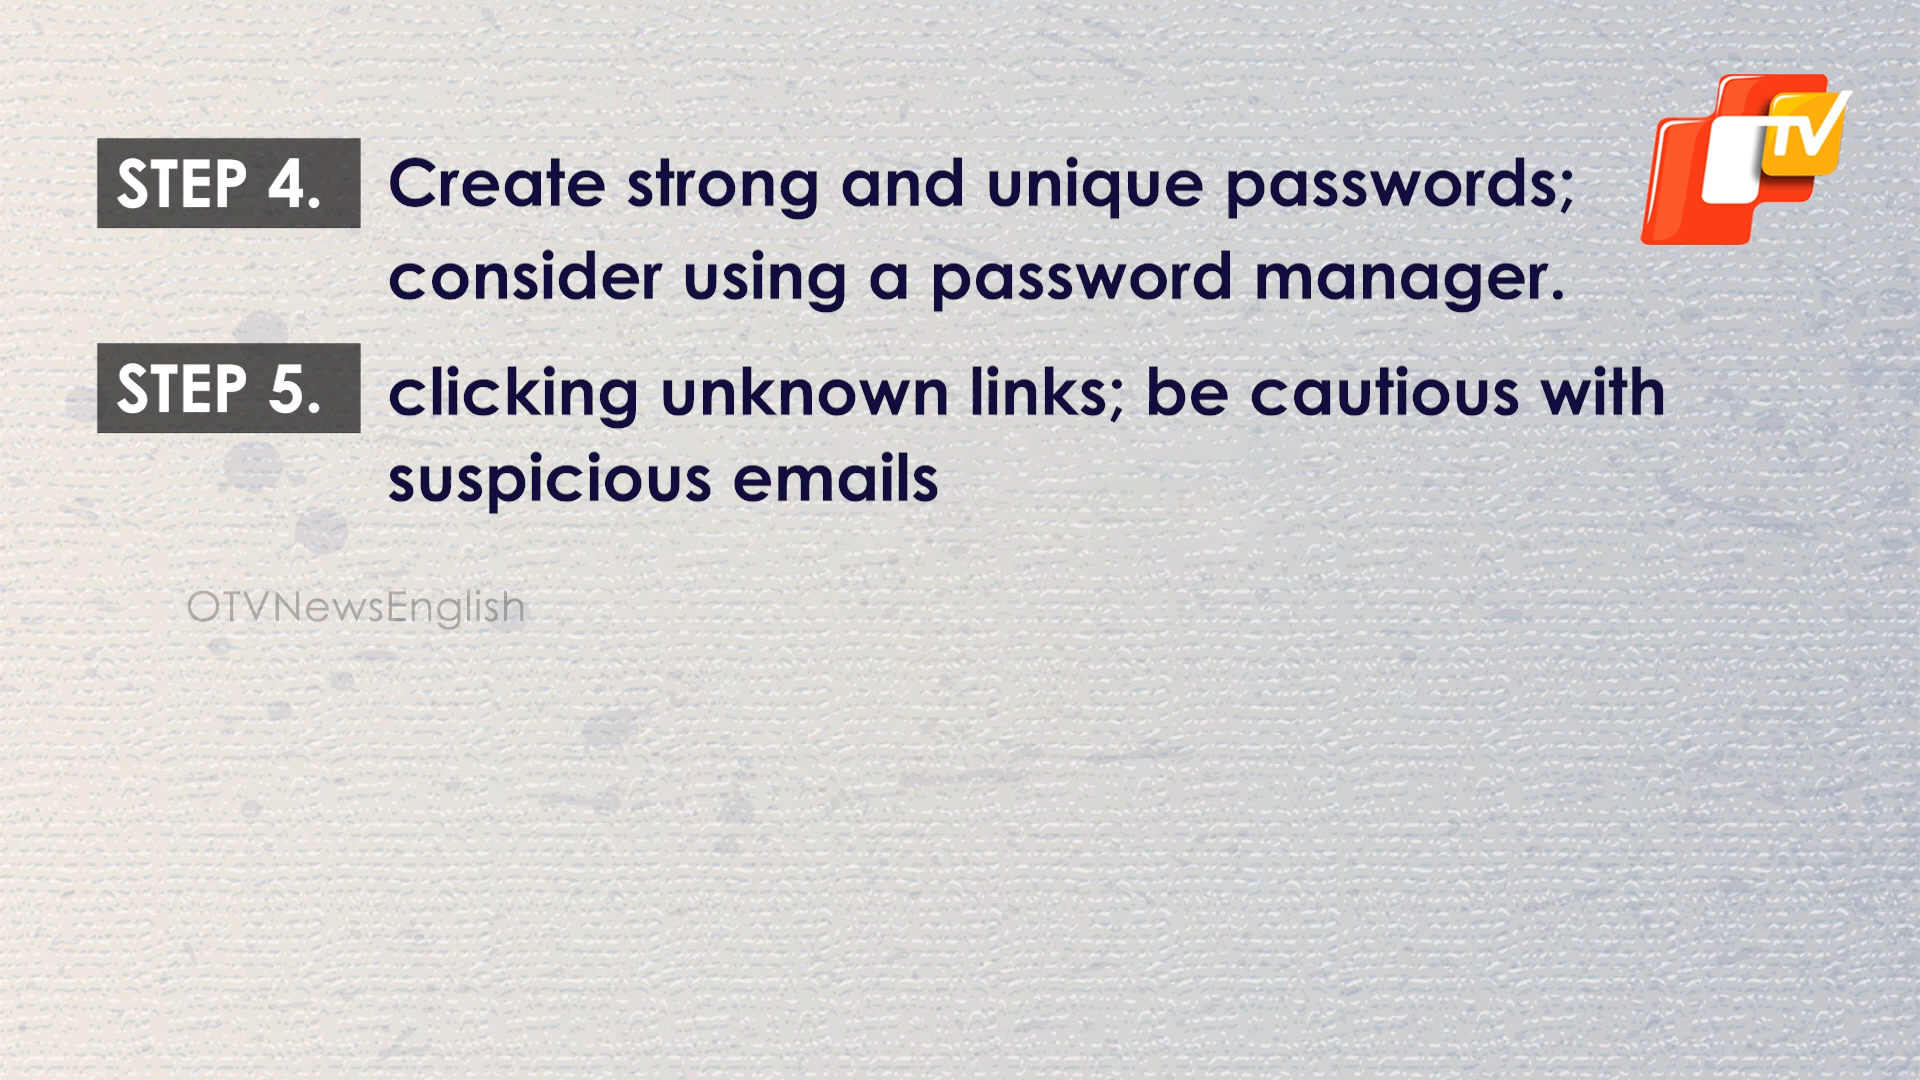 STEP 4. Create strong and unique passwords;
consider using a password manager.
STEP 5. clicking unknown links; be cautious with
suspicious emails
OTVNewsEnglish
TV